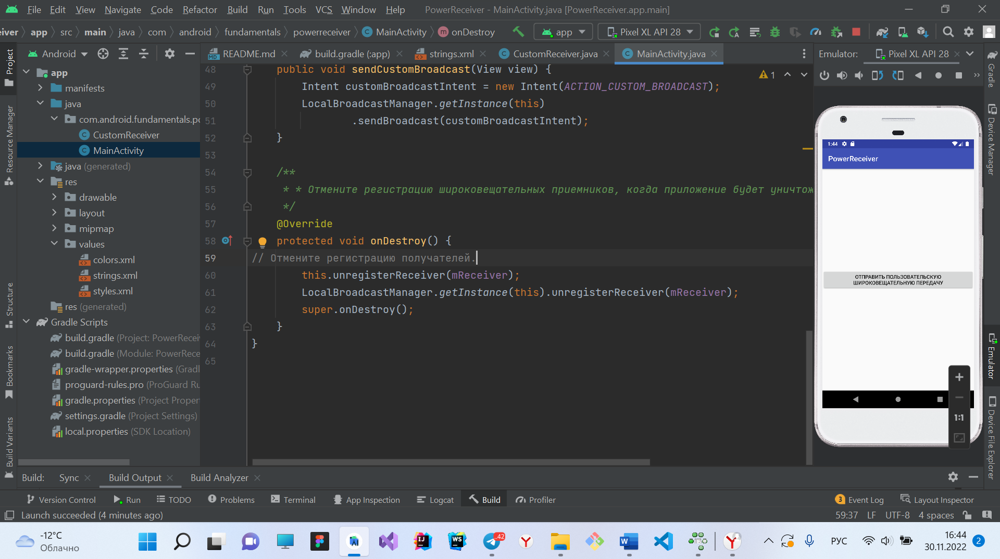 File Edit View Navigate Code Refactor Build Run Tools VCS Window Help PowerReceiver - MainActivity.java [PowerReceiver.app.main]
eiver app src main java com android fundamentals powerreceiver MainActivity onDestroy app Pixel XL API 28
Project
Android
README.md build.gradle (:app) strings.xml CustomReceiver.java MainActivity.java
Emulator: Pixel XL API 28
app
manifests
java
com.android.fundamentals.po
CustomReceiver
MainActivity
java (generated)
res
drawable
layout
mipmap
values
colors.xml
strings.xml
styles.xml
res (generated)
Gradle Scripts
build.gradle (Project: PowerRecei
build.gradle (Module: PowerRece
gradle-wrapper.properties (Gradl
proguard-rules.pro (ProGuard Ru
gradle.properties (Project Proper
settings.gradle (Project Settings)
local.properties (SDK Location)
Resource Manager
Structure
Bookmarks
Build Variants
1
48 public void sendCustomBroadcast(View view) {
49 Intent customBroadcastIntent = new Intent(ACTION_CUSTOM_BROADCAST);
50 LocalBroadcastManager.getInstance(this)
51 .sendBroadcast(customBroadcastIntent);
52 }
53
54 /**
55 * * Отмените регистрацию широковещательных приемников, когда приложение будет уничтож
56 */
57 @Override
58 protected void onDestroy() {
59 // Отмените регистрацию получателей.
60 this.unregisterReceiver(mReceiver);
61 LocalBroadcastManager.getInstance(this).unregisterReceiver(mReceiver);
62 super.onDestroy();
63 }
64 }
65
1:44
PowerReceiver
ОТПРАВИТЬ ПОЛЬЗОВАТЕЛЬСКУЮ
ШИРОКОВЕЩАТЕЛЬНУЮ ПЕРЕДАЧУ
1:1
Gradle
Device Manager
Emulator
Device File Explorer
Build: Sync Build Output Build Analyzer
Version Control Run TODO Problems Terminal App Inspection Logcat Build Profiler 3 Event Log Layout Inspector
Launch succeeded (4 minutes ago) 59:37 LF UTF-8 4 spaces
-12°C
Облачно
42
РУС
16:44
30.11.2022
2